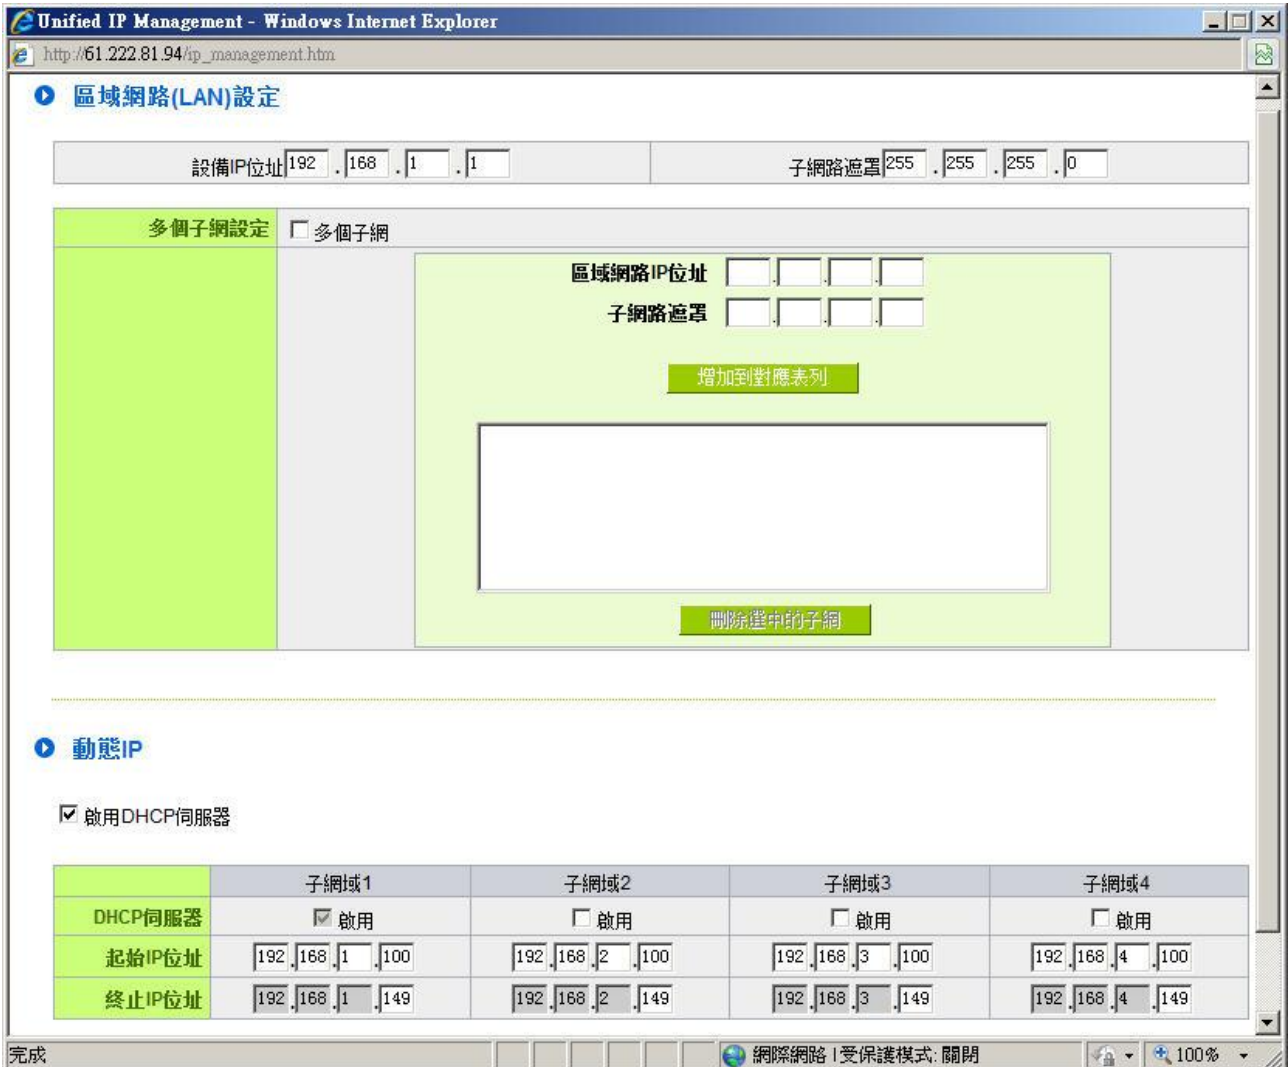 Unified IP Management - Windows Internet Explorer
http://61.222.81.94/ip_management.htm
區域網路(LAN)設定
設備IP位址 192 . 168 . 1 . 1 子網路遮罩 255 . 255 . 255 . 0
多個子網設定 多個子網
區域網路IP位址 . . .
子網路遮罩 . . .
增加到對應表列
刪除選中的子網
動態IP
啟用DHCP伺服器
子網域1 子網域2 子網域3 子網域4
DHCP伺服器 啟用 啟用 啟用 啟用
起始IP位址 192 . 168 . 1 . 100 192 . 168 . 2 . 100 192 . 168 . 3 . 100 192 . 168 . 4 . 100
終止IP位址 192 . 168 . 1 . 149 192 . 168 . 2 . 149 192 . 168 . 3 . 149 192 . 168 . 4 . 149
完成 網際網路 | 受保護模式: 關閉 100%